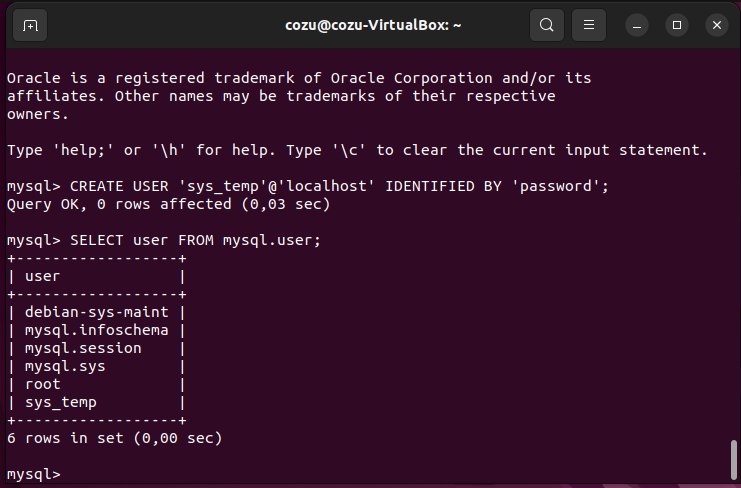 cozu@cozu-VirtualBox: ~
Oracle is a registered trademark of Oracle Corporation and/or its
affiliates. Other names may be trademarks of their respective
owners.
Type 'help;' or '\h' for help. Type '\c' to clear the current input statement.
mysql> CREATE USER 'sys_temp'@'localhost' IDENTIFIED BY 'password';
Query OK, 0 rows affected (0,03 sec)
mysql> SELECT user FROM mysql.user;
+------------------+
| user             |
+------------------+
| debian-sys-maint |
| mysql.infoschema |
| mysql.session    |
| mysql.sys        |
| root             |
| sys_temp         |
+------------------+
6 rows in set (0,00 sec)
mysql>